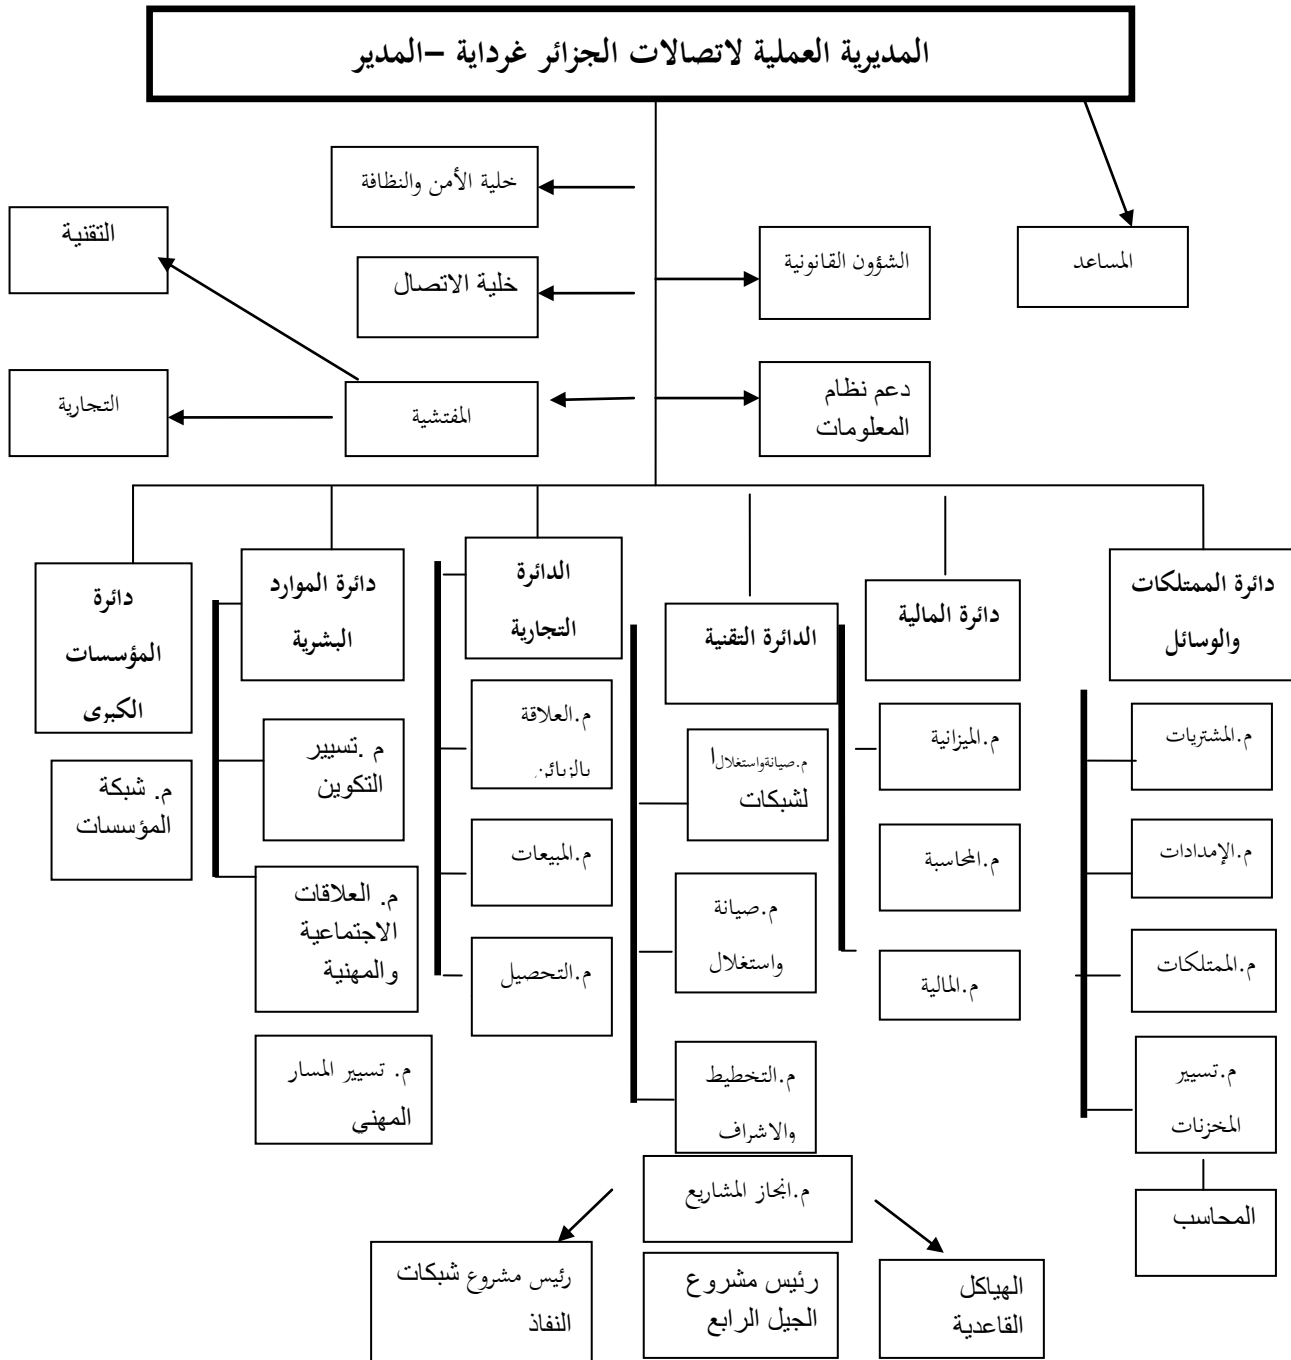 المديرية العملية لاتصالات الجزائر غرداية –المدير
خلية الأمن والنظافة
التقنية
الشؤون القانونية
المساعد
خلية الاتصال
دعم نظام
المعلومات
المفتشية
التجارية
دائرة الممتلكات
والوسائل
دائرة المالية
الدائرة التقنية
الدائرة
التجارية
دائرة الموارد
البشرية
دائرة
المؤسسات
الكبرى
م.المشتريات
م.الإمدادات
م.الممتلكات
م.تسيير
المخزنات
المحاسب
م.الميزانية
م.المحاسبة
م.المالية
م.صيانةواستغلالا
لشبكات
م.صيانة
واستغلال
م.التخطيط
والاشراف
م.انجاز المشاريع
الهياكل
القاعدية
رئيس مشروع
الجيل الرابع
رئيس مشروع شبكات
النفاذ
م.العلاقة
بالزبائن
م.المبيعات
م.التحصيل
م .تسيير
التكوين
م. العلاقات
الاجتماعية
والمهنية
م. تسيير المسار
المهني
م. شبكة
المؤسسات